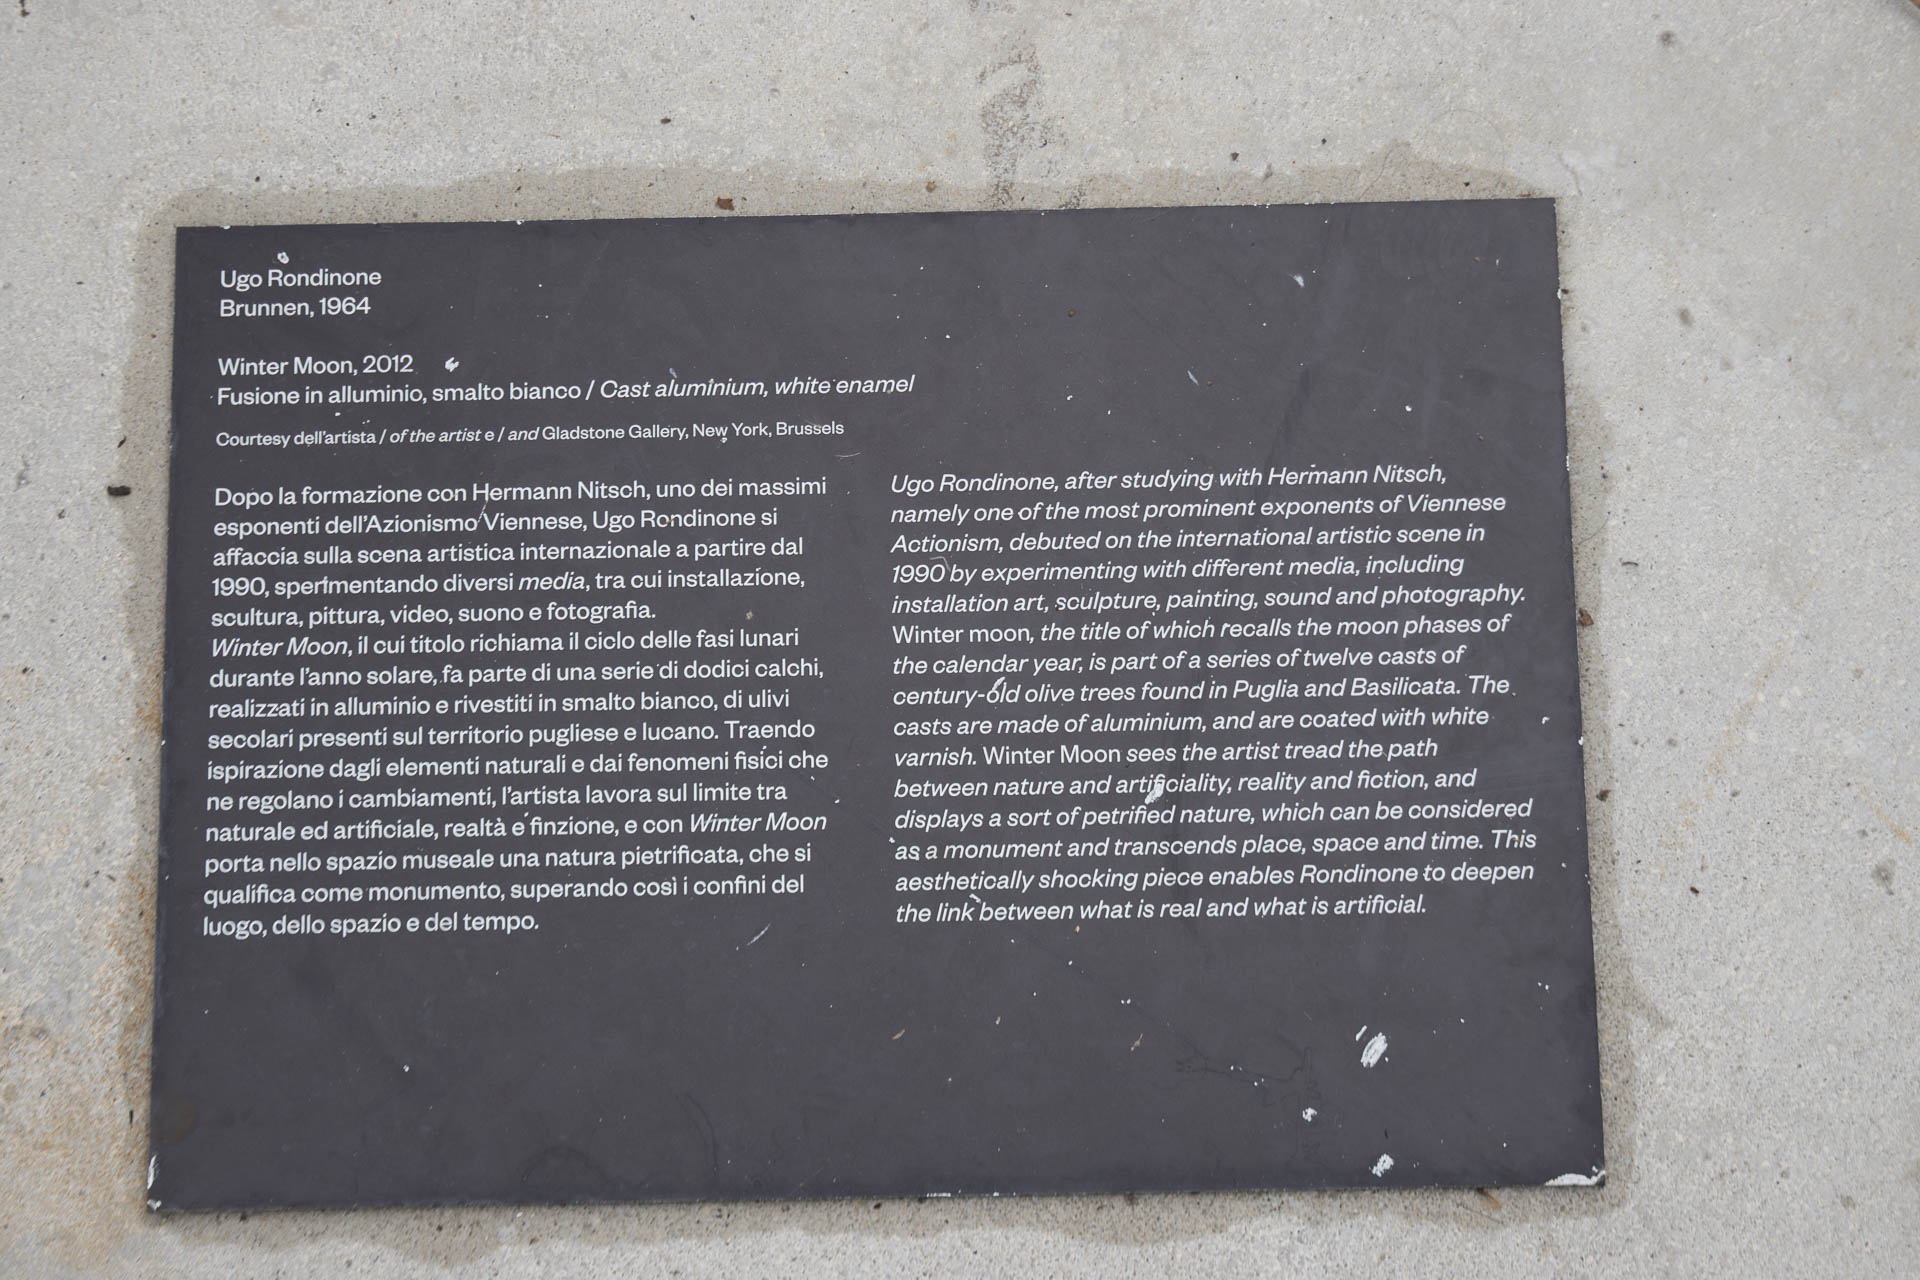 Ugo Rondinone
Brunnen, 1964
Winter Moon, 2012
Fusione in alluminio, smalto bianco / Cast aluminium, white enamel
Courtesy dell'artista / of the artist e / and Gladstone Gallery, New York, Brussels
Dopo la formazione con Hermann Nitsch, uno dei massimi
esponenti dell'Azionismo Viennese, Ugo Rondinone si
affaccia sulla scena artistica internazionale a partire dal
1990, sperimentando diversi media, tra cui installazione,
scultura, pittura, video, suono e fotografia.
Winter Moon, il cui titolo richiama il ciclo delle fasi lunari
durante l'anno solare, fa parte di una serie di dodici calchi,
realizzati in alluminio e rivestiti in smalto bianco, di ulivi
secolari presenti sul territorio pugliese e lucano. Traendo
ispirazione dagli elementi naturali e dai fenomeni fisici che
ne regolano i cambiamenti, l'artista lavora sul limite tra
naturale ed artificiale, realtà e finzione, e con Winter Moon
porta nello spazio museale una natura pietrificata, che si
qualifica come monumento, superando così i confini del
luogo, dello spazio e del tempo.
Ugo Rondinone, after studying with Hermann Nitsch,
namely one of the most prominent exponents of Viennese
Actionism, debuted on the international artistic scene in
1990 by experimenting with different media, including
installation art, sculpture, painting, sound and photography.
Winter moon, the title of which recalls the moon phases of
the calendar year, is part of a series of twelve casts of
century-old olive trees found in Puglia and Basilicata. The
casts are made of aluminium, and are coated with white
varnish. Winter Moon sees the artist tread the path
between nature and artificiality, reality and fiction, and
displays a sort of petrified nature, which can be considered
as a monument and transcends place, space and time. This
aesthetically shocking piece enables Rondinone to deepen
the link between what is real and what is artificial.